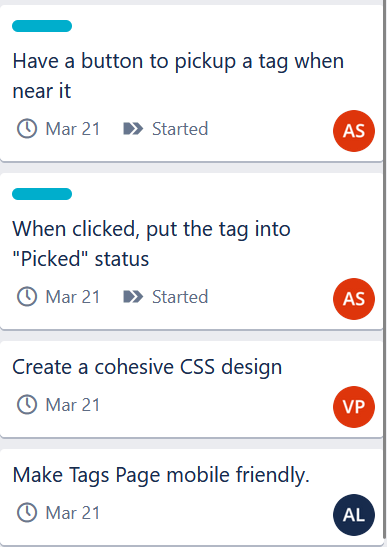 Have a button to pickup a tag when
near it
Mar 21 Started
AS
When clicked, put the tag into
"Picked" status
Mar 21 Started
AS
Create a cohesive CSS design
Mar 21
VP
Make Tags Page mobile friendly.
Mar 21
AL